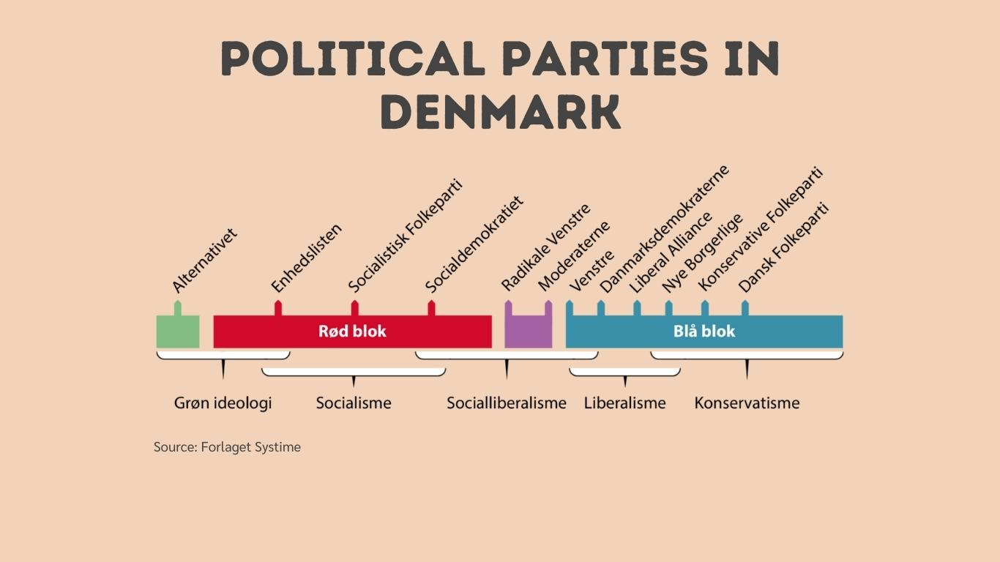 POLITICAL PARTIES IN
DENMARK
Alternativet
Enhedslisten
Socialistisk Folkeparti
Socialdemokratiet
Radikale Venstre
Moderaterne
Venstre
Danmarksdemokraterne
Liberal Alliance
Nye Borgerlige
Konservative Folkeparti
Dansk Folkeparti
Rød blok
Blå blok
Grøn ideologi
Socialisme
Socialliberalisme
Liberalisme
Konservatisme
Source: Forlaget Systime